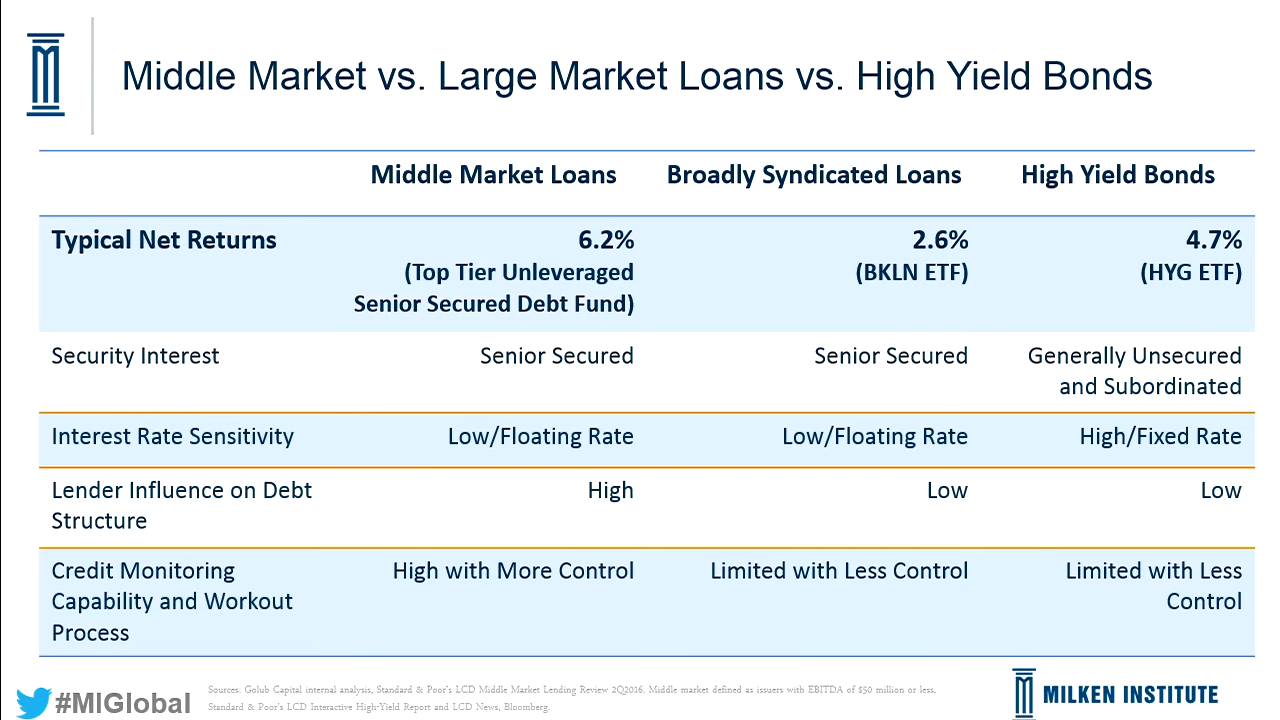 Middle Market vs. Large Market Loans vs. High Yield Bonds
Middle Market Loans Broadly Syndicated Loans High Yield Bonds
Typical Net Returns 6.2% 2.6% 4.7%
(Top Tier Unleveraged (BKLN ETF) (HYG ETF)
Senior Secured Debt Fund)
Security Interest Senior Secured Senior Secured Generally Unsecured
and Subordinated
Interest Rate Sensitivity Low/Floating Rate Low/Floating Rate High/Fixed Rate
Lender Influence on Debt High Low Low
Structure
Credit Monitoring High with More Control Limited with Less Control Limited with Less
Capability and Workout Control
Process
#MIGlobal
Sources: Golub Capital internal analysis, Standard & Poor's LCD Middle Market Lending Review 2Q2016. Middle market defined as issuers with EBITDA of $50 million or less,
Standard & Poor's LCD Interactive High-Yield Report and LCD News, Bloomberg.
MILKEN INSTITUTE